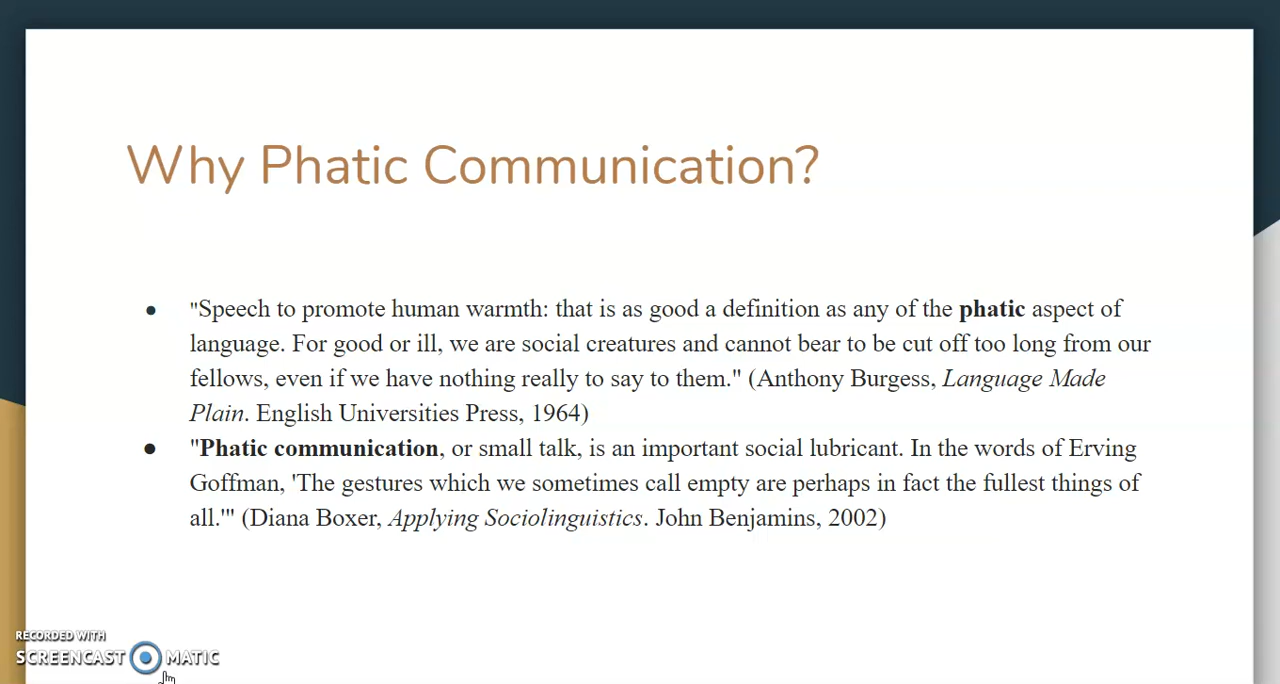 Why Phatic Communication?
● "Speech to promote human warmth: that is as good a definition as any of the phatic aspect of
language. For good or ill, we are social creatures and cannot bear to be cut off too long from our
fellows, even if we have nothing really to say to them." (Anthony Burgess, Language Made
Plain. English Universities Press, 1964)
● "Phatic communication, or small talk, is an important social lubricant. In the words of Erving
Goffman, 'The gestures which we sometimes call empty are perhaps in fact the fullest things of
all.'" (Diana Boxer, Applying Sociolinguistics. John Benjamins, 2002)
RECORDED WITH
SCREENCAST MATIC